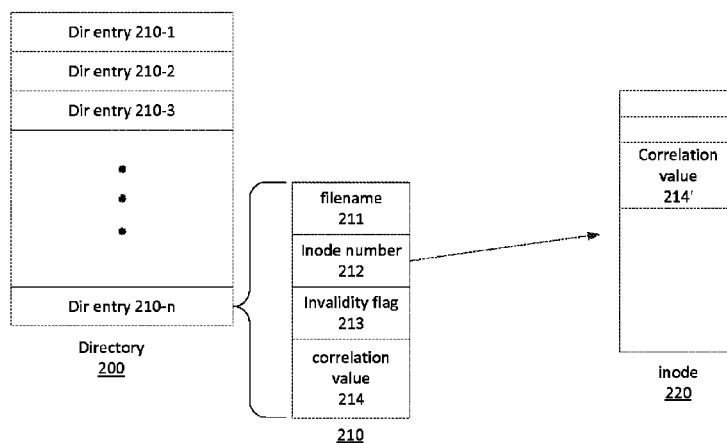 Dir entry 210-1
Dir entry 210-2
Dir entry 210-3
Dir entry 210-n
Directory
200
filename
211
Inode number
212
Invalidity flag
213
correlation
value
214
210
Correlation
value
214'
inode
220